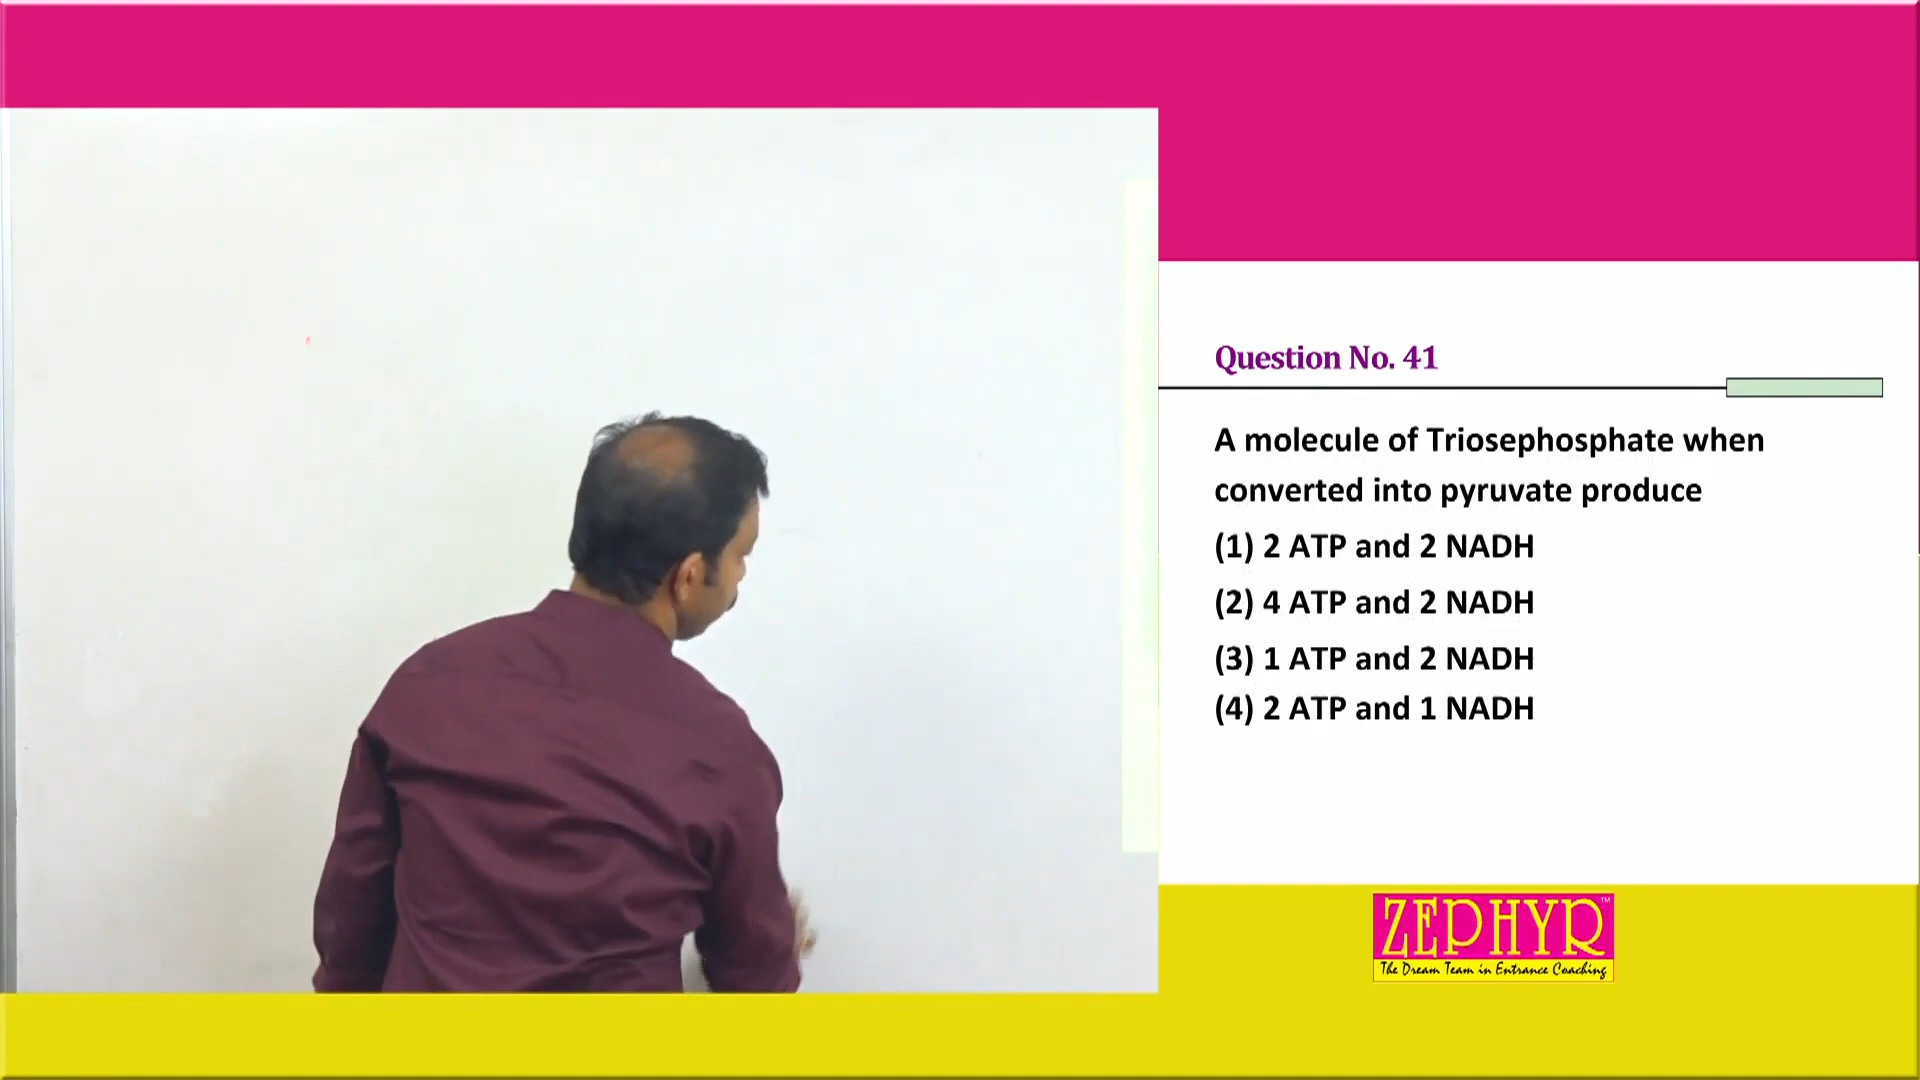 Question No. 41
A molecule of Triosephosphate when
converted into pyruvate produce
(1) 2 ATP and 2 NADH
(2) 4 ATP and 2 NADH
(3) 1 ATP and 2 NADH
(4) 2 ATP and 1 NADH
ZEPHYR™
The Dream Team in Entrance Coaching